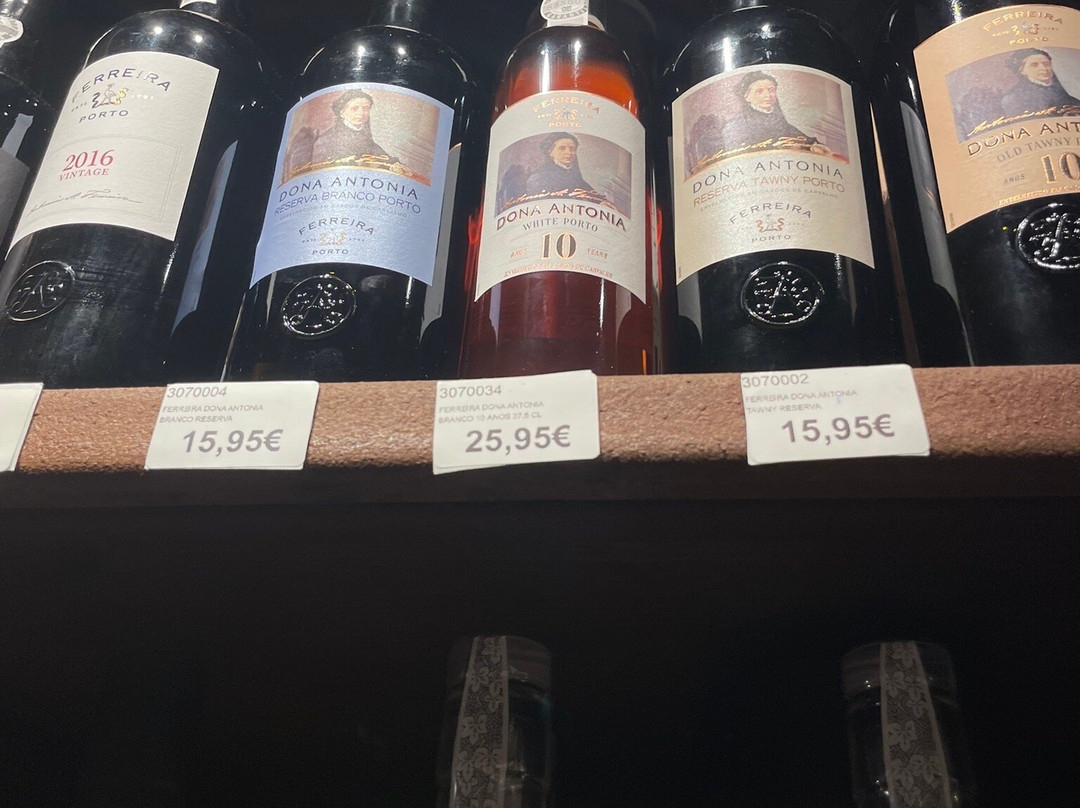 FERREIRA
PORTO
2016
VINTAGE
DONA ANTONIA
RESERVA BRANCO PORTO
FERREIRA
PORTO
FERREIRA
PORTO
DONA ANTONIA
WHITE PORTO
ANOS 10 YEARS
DONA ANTONIA
RESERVA TAWNY PORTO
FERREIRA
PORTO
FERREIRA
PORTO
DONA ANTON
OLD TAWNY
ANOS 10
3070004
FERREIRA DONA ANTONIA
BRANCO RESERVA
15,95€
3070034
FERREIRA DONA ANTONIA
BRANCO 10 ANOS 37.5 CL
25,95€
3070002
FERREIRA DONA ANTONIA
TAWNY RESERVA
15,95€